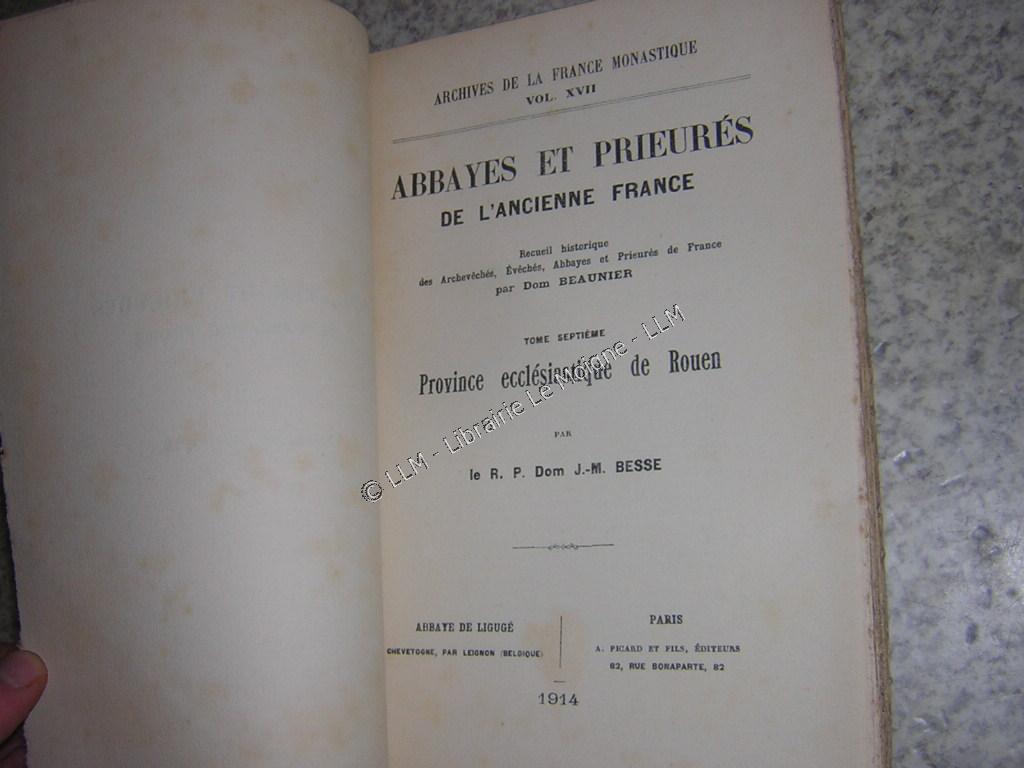 ARCHIVES DE LA FRANCE MONASTIQUE
VOL. XVII
ABBAYES ET PRIEURÉS
DE L'ANCIENNE FRANCE
Recueil historique
des Archevêchés, Évêchés, Abbayes et Prieurés de France
par Dom BEAUNIER
TOME SEPTIÈME
Province ecclésiastique de Rouen
PAR
le R. P. Dom J.-M. BESSE
ABBAYE DE LIGUGÉ
CHEVETOGNE, PAR LEIGNON (BELGIQUE)
PARIS
A. PICARD ET FILS, ÉDITEURS
82, RUE BONAPARTE, 82
1914
© LLM - Librairie Le Moigne - LLM